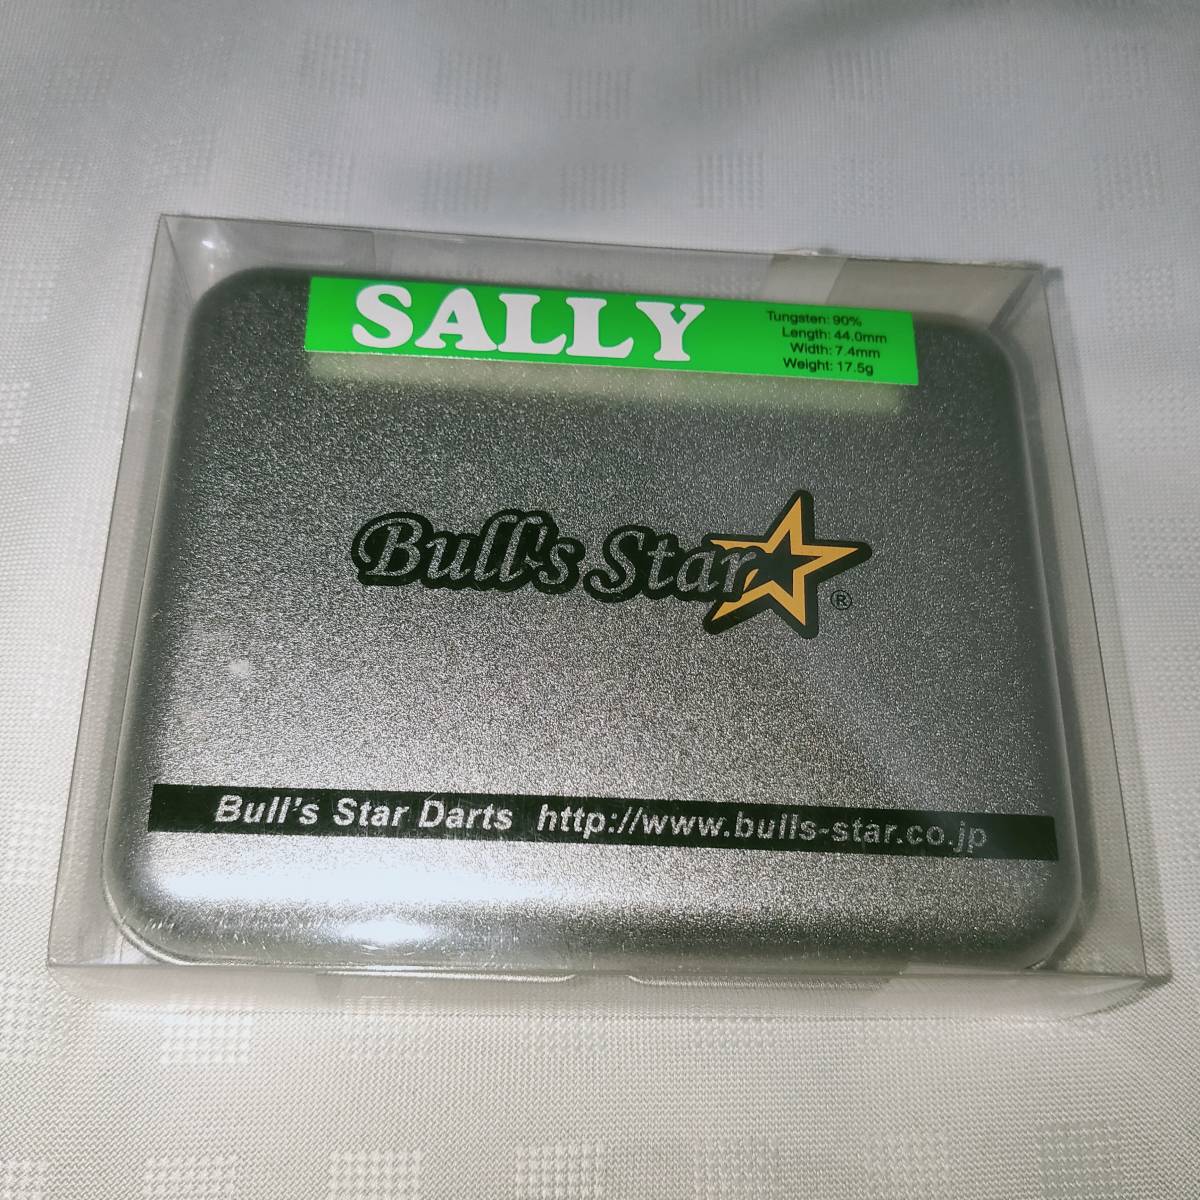 SALLY
Tungsten: 90%
Length: 44.0mm
Width: 7.4mm
Weight: 17.5g
Bull's Star
®
Bull's Star Darts http://www.bulls-star.co.jp